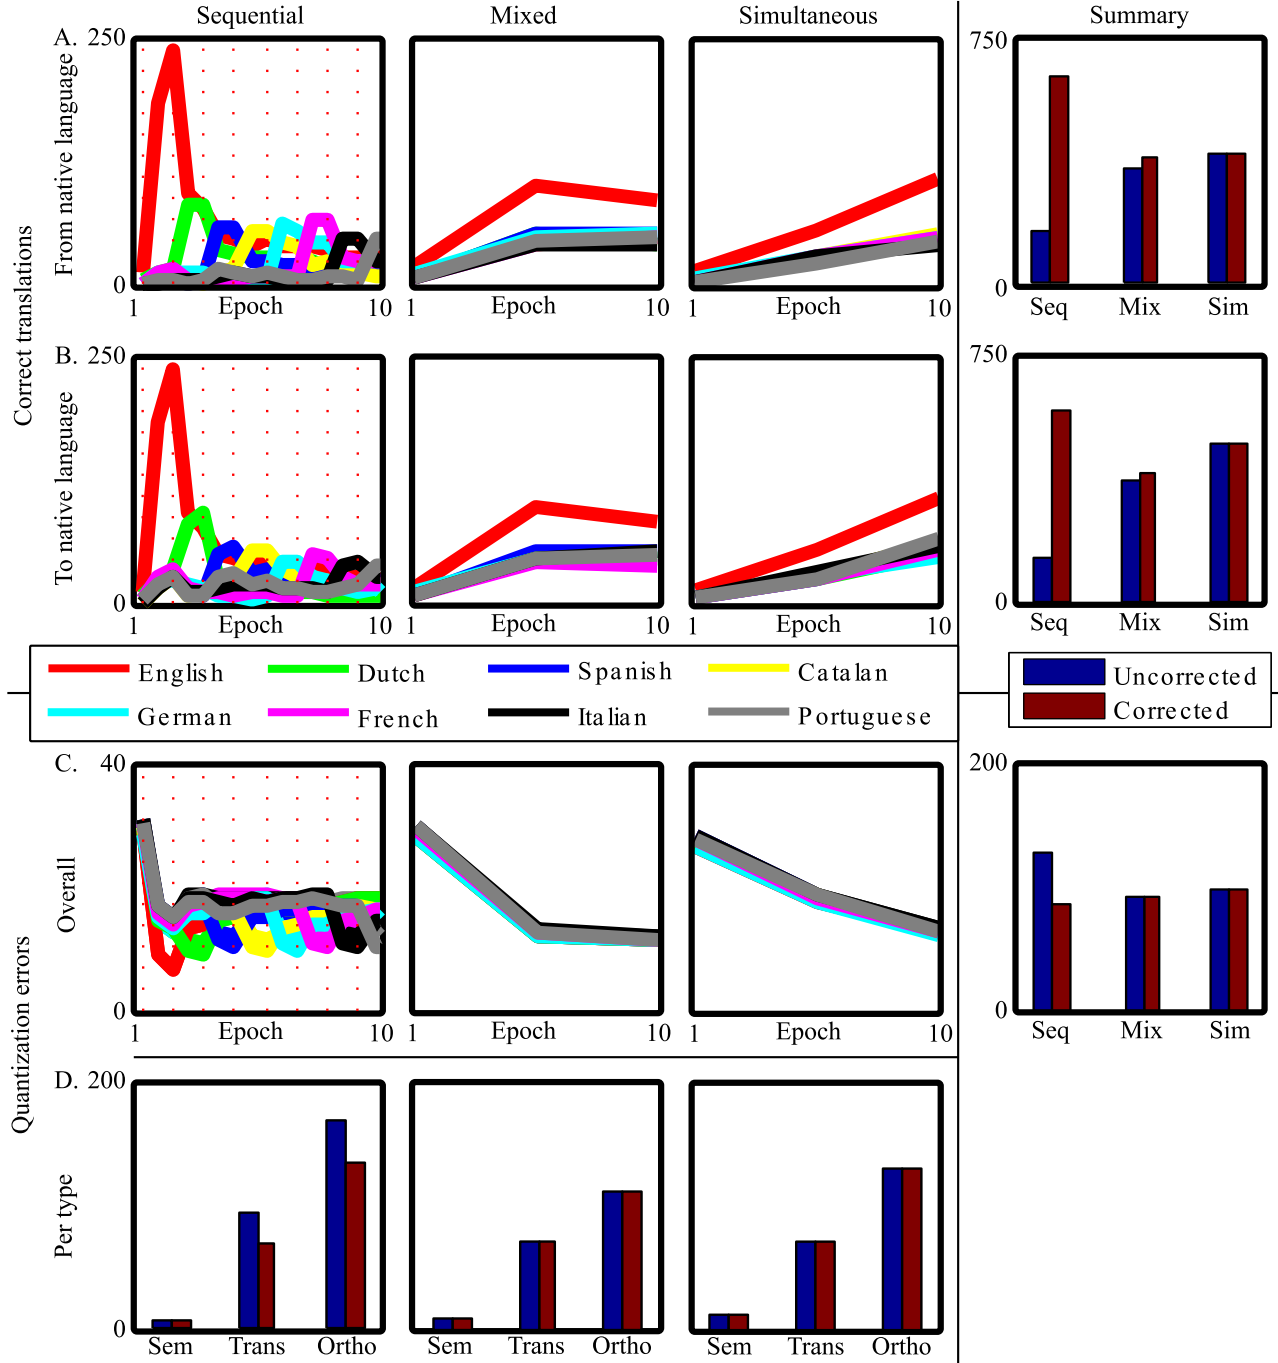 Sequential Mixed Simultaneous Summary
Correct translations
A. From native language
250
0
1 Epoch 10
1 Epoch 10
1 Epoch 10
750
0
Seq Mix Sim
B. To native language
250
0
1 Epoch 10
1 Epoch 10
1 Epoch 10
750
0
Seq Mix Sim
English Dutch Spanish Catalan
German French Italian Portuguese
Uncorrected
Corrected
Quantization errors
C. Overall
40
0
1 Epoch 10
1 Epoch 10
1 Epoch 10
200
0
Seq Mix Sim
D. Per type
200
0
Sem Trans Ortho
Sem Trans Ortho
Sem Trans Ortho